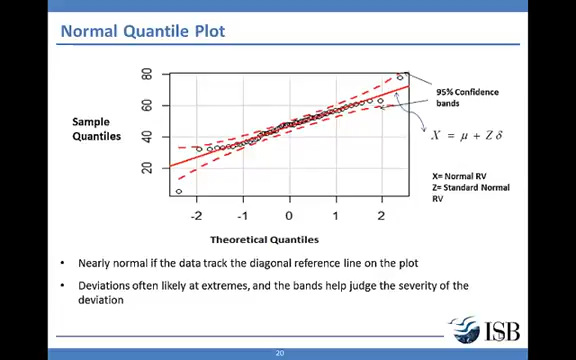 Normal Quantile Plot
Sample
Quantiles
80
60
40
20
-2 -1 0 1 2
Theoretical Quantiles
95% Confidence
bands
X = μ + Z δ
X= Normal RV
Z= Standard Normal
RV
• Nearly normal if the data track the diagonal reference line on the plot
• Deviations often likely at extremes, and the bands help judge the severity of the
deviation
ISB
20